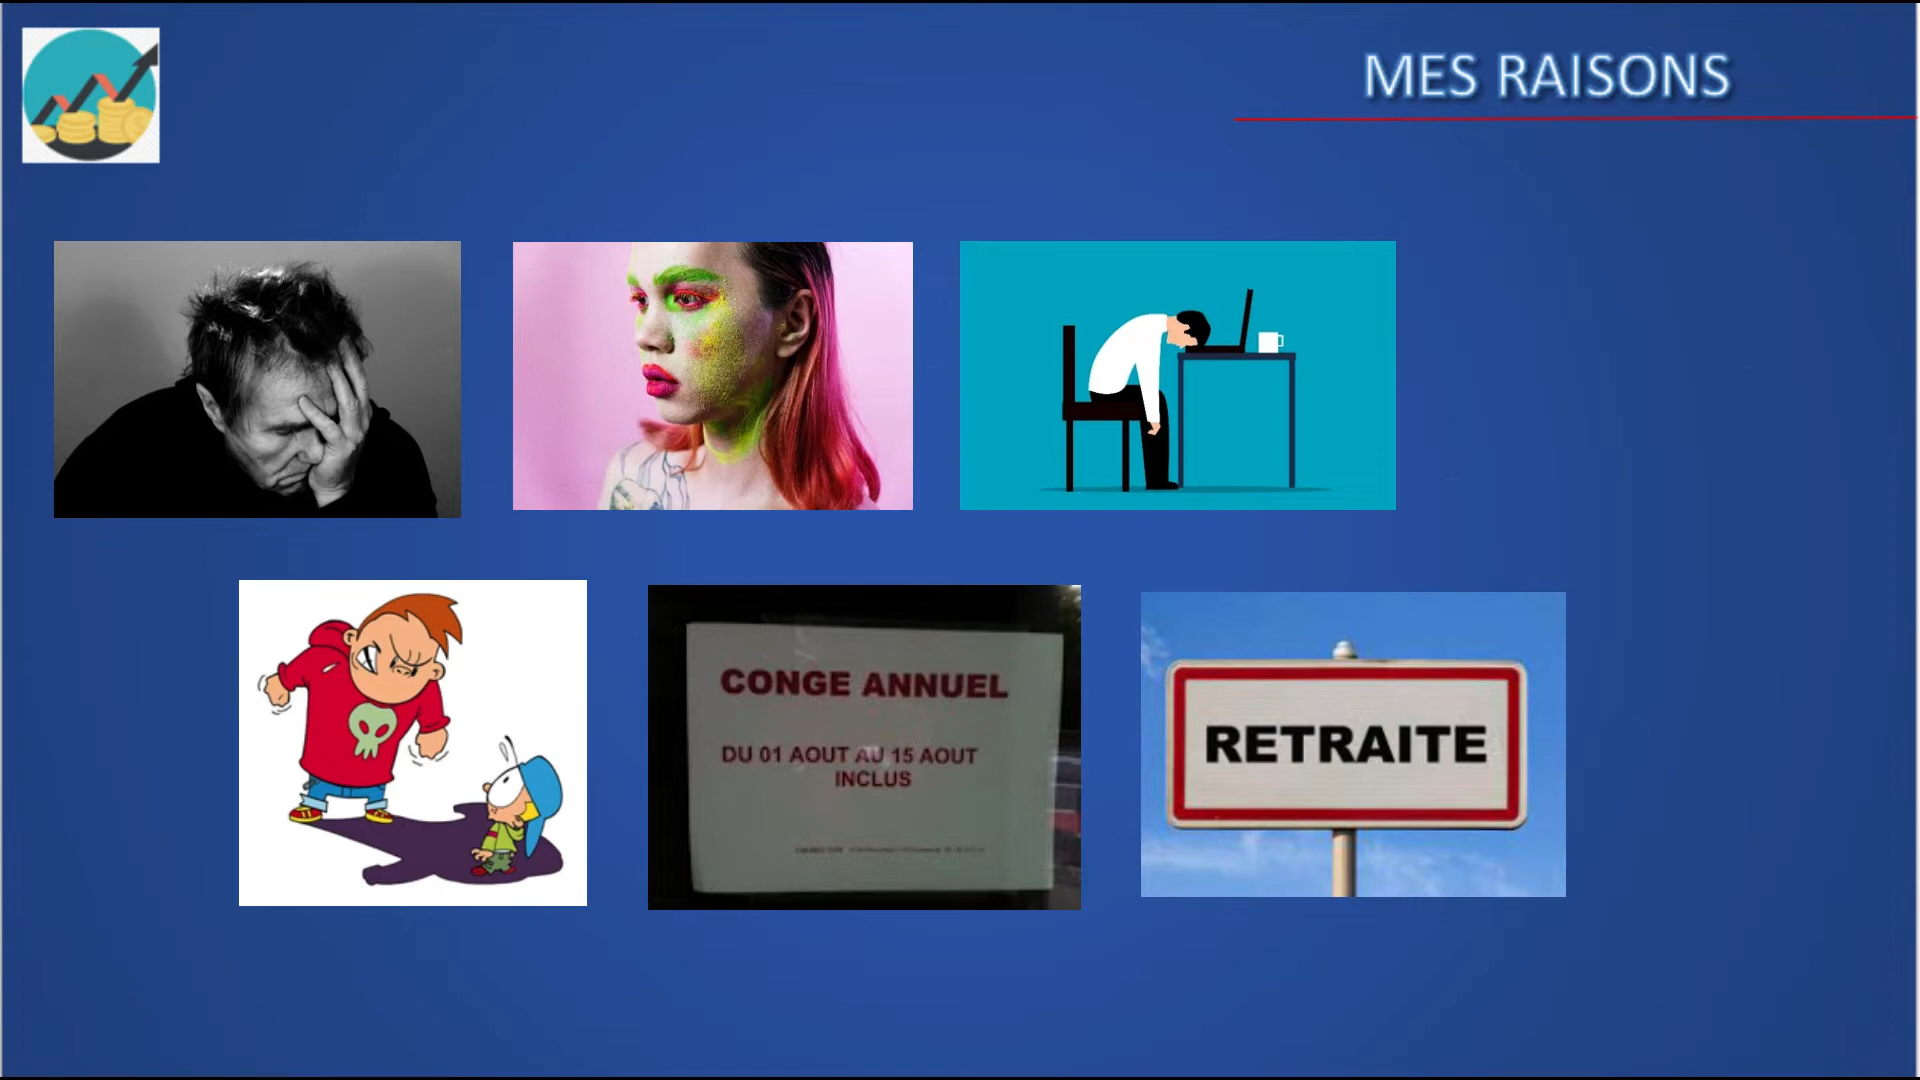 MES RAISONS
CONGE ANNUEL
DU 01 AOUT AU 15 AOUT
INCLUS
RETRAITE